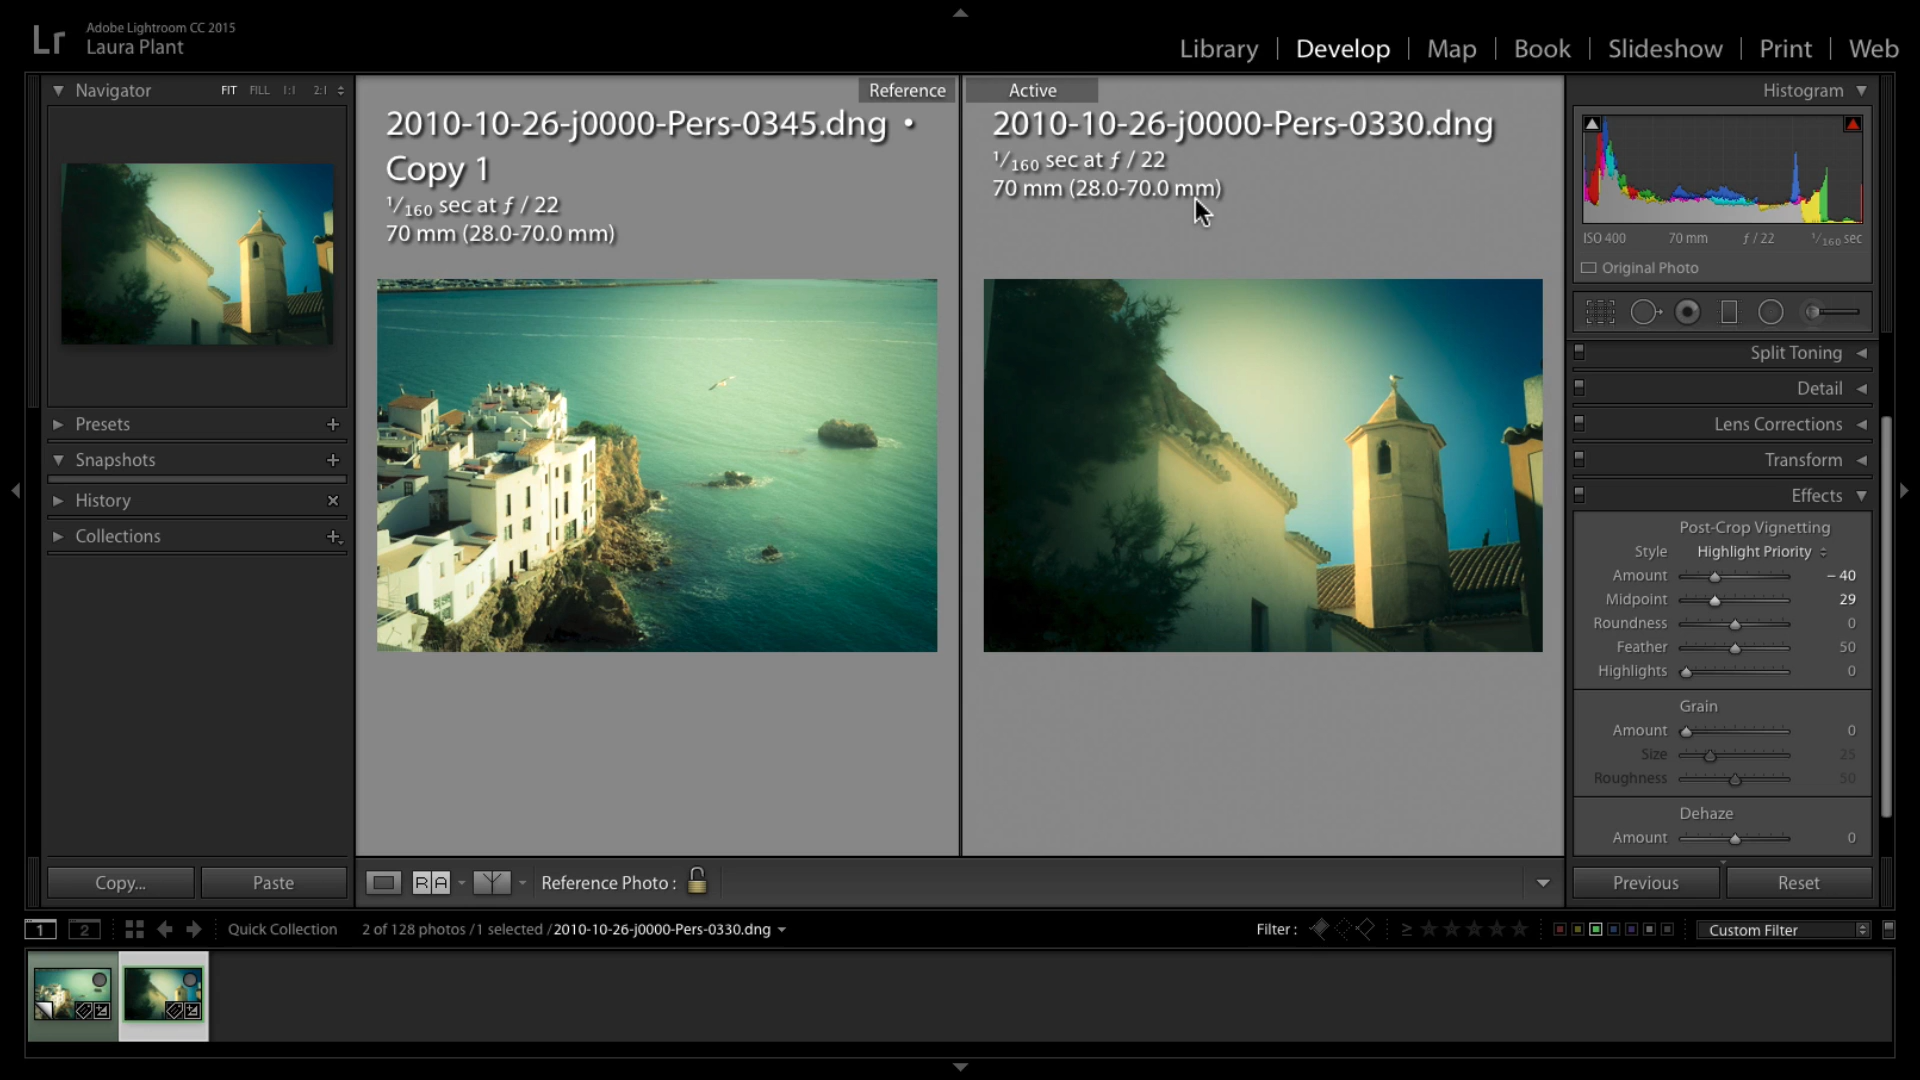 Lr
Adobe Lightroom CC 2015
Laura Plant
Library | Develop | Map | Book | Slideshow | Print | Web
Navigator FIT FILL 1:1 2:1
Presets
Snapshots
History
Collections
Copy... Paste
Reference
2010-10-26-j0000-Pers-0345.dng •
Copy 1
1/160 sec at ƒ / 22
70 mm (28.0-70.0 mm)
Active
2010-10-26-j0000-Pers-0330.dng
1/160 sec at ƒ / 22
70 mm (28.0-70.0 mm)
R A Y Reference Photo :
Histogram
ISO 400 70 mm ƒ / 22 1/160 sec
Original Photo
Split Toning
Detail
Lens Corrections
Transform
Effects
Post-Crop Vignetting
Style Highlight Priority
Amount – 40
Midpoint 29
Roundness 0
Feather 50
Highlights 0
Grain
Amount 0
Size 25
Roughness 50
Dehaze
Amount 0
Previous Reset
1 2 Quick Collection 2 of 128 photos /1 selected /2010-10-26-j0000-Pers-0330.dng Filter : ≥ Custom Filter